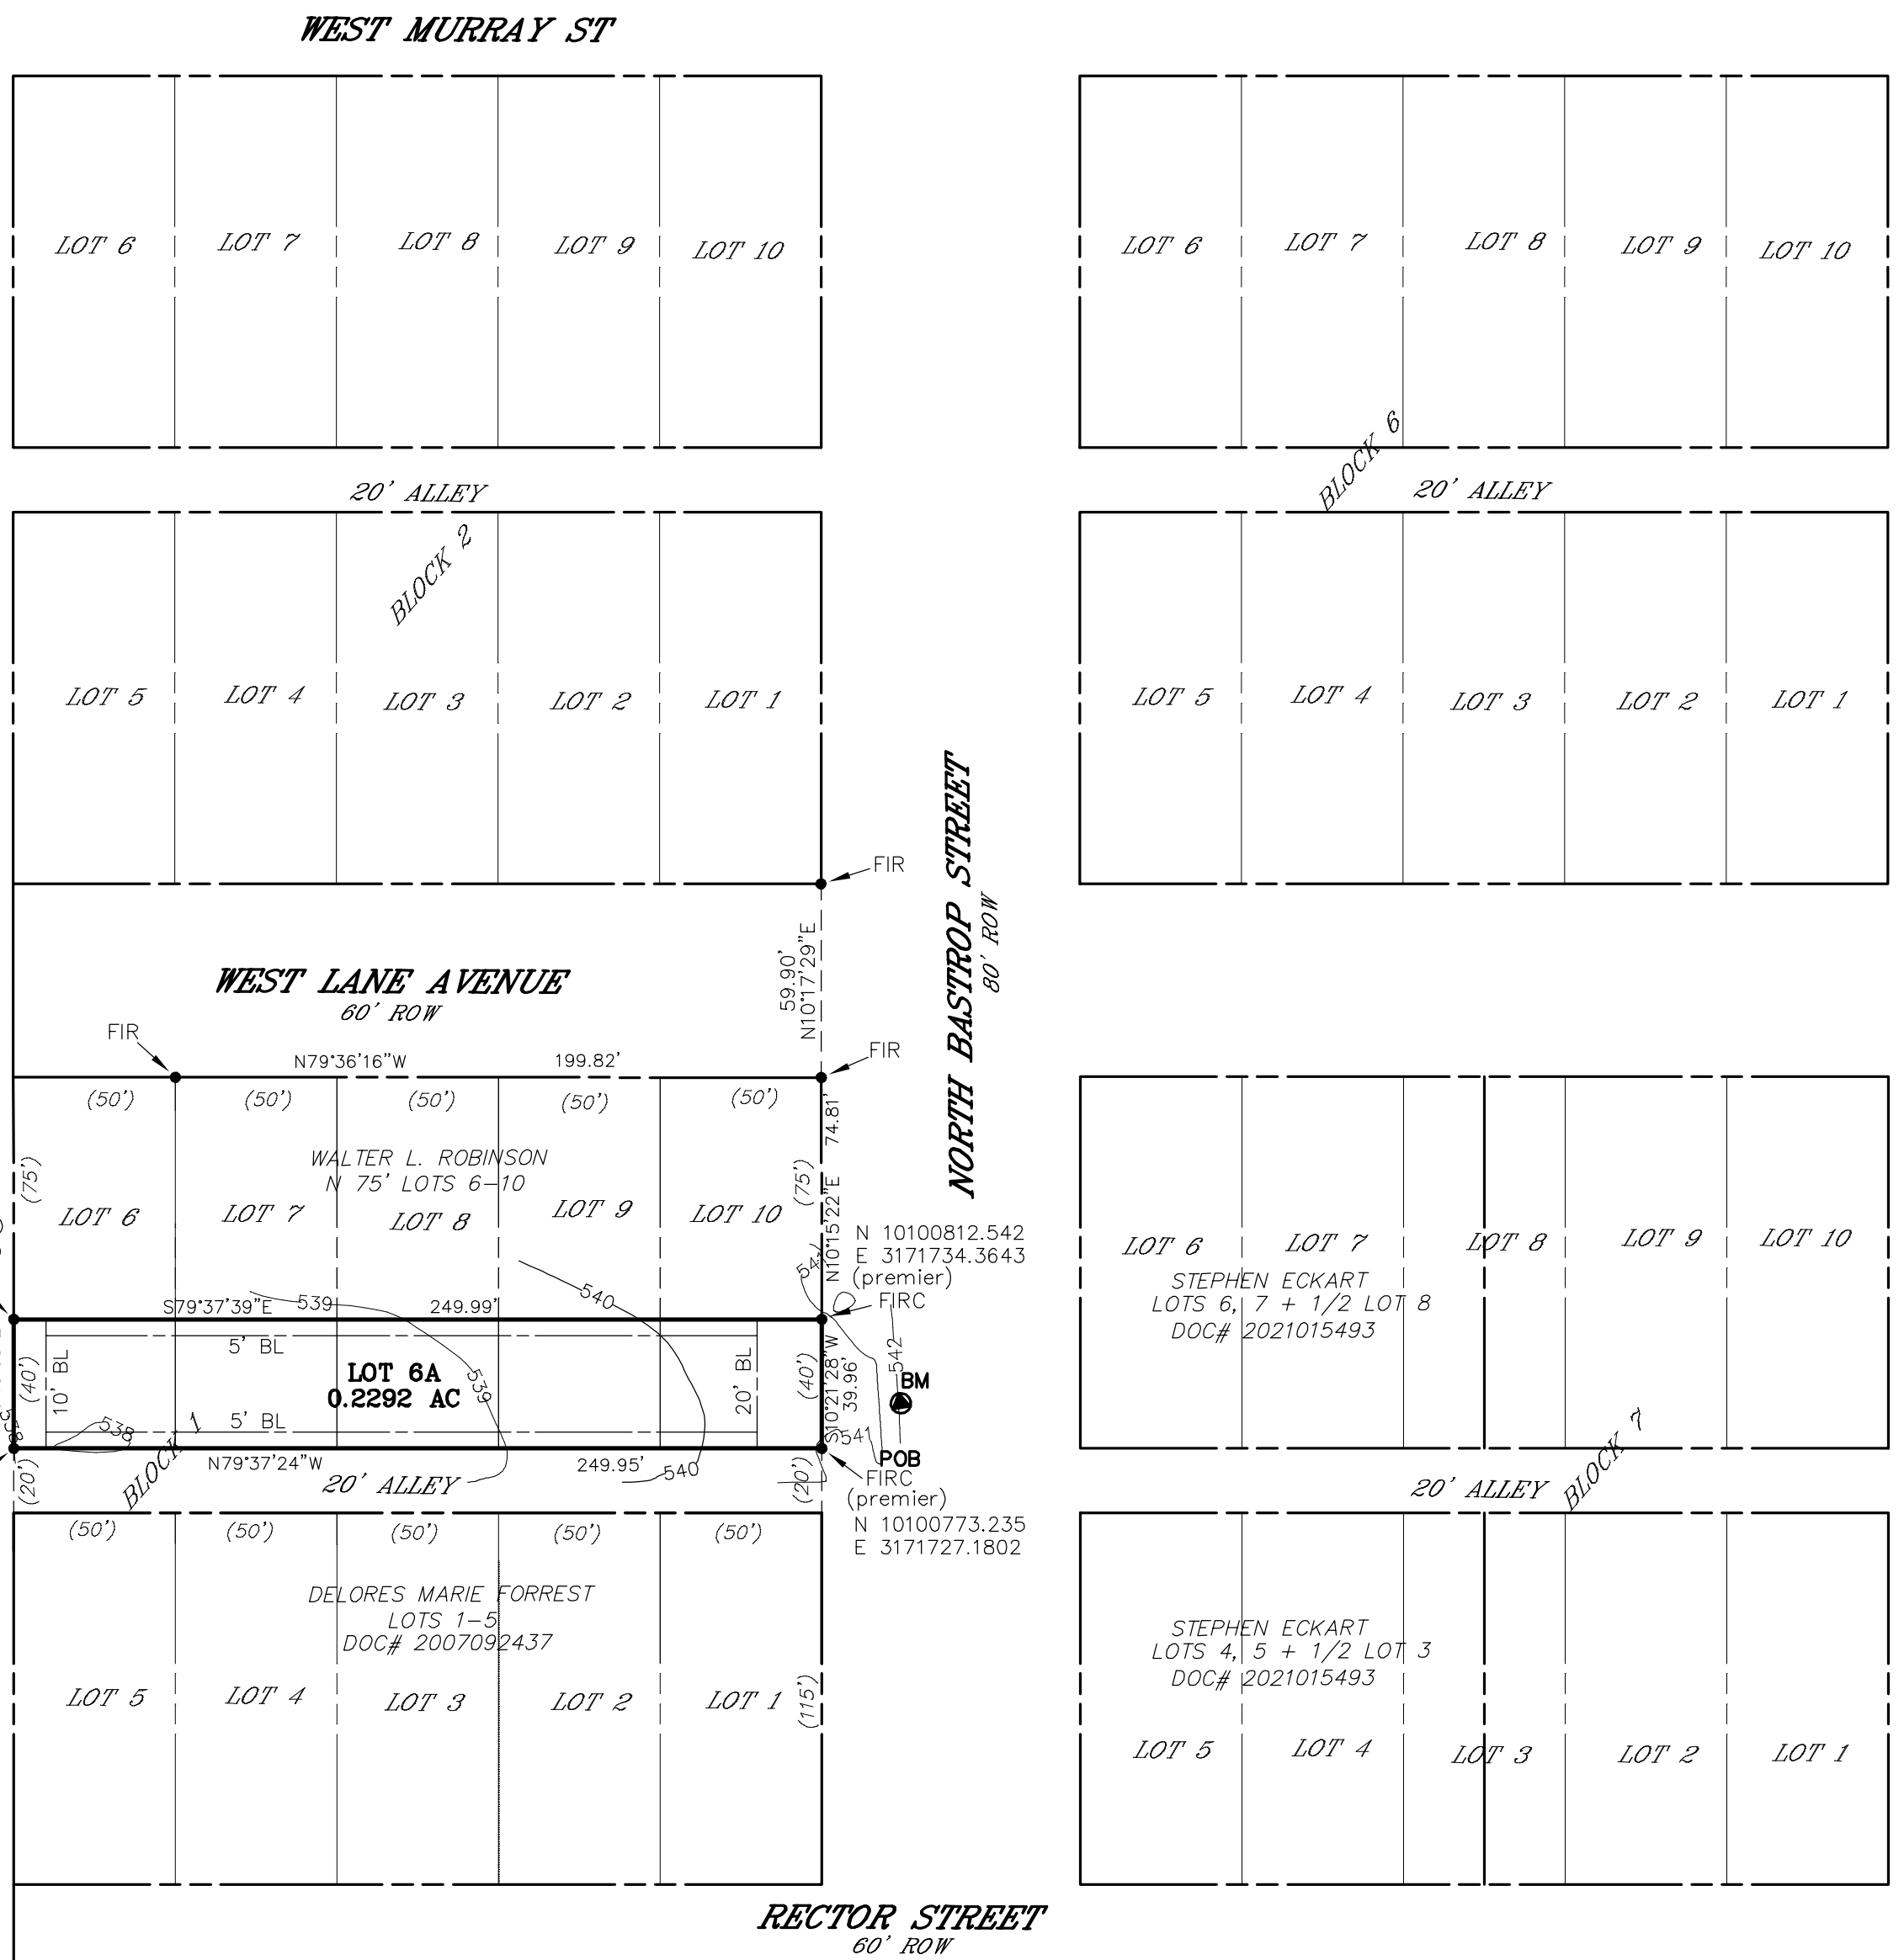 WEST MURRAY ST
LOT 6
LOT 7
LOT 8
LOT 9
LOT 10
LOT 6
LOT 7
LOT 8
LOT 9
LOT 10
20' ALLEY
BLOCK 2
BLOCK 6
20' ALLEY
LOT 5
LOT 4
LOT 3
LOT 2
LOT 1
LOT 5
LOT 4
LOT 3
LOT 2
LOT 1
FIR
NORTH BASTROP STREET
80' ROW
59.90'
N10°17'29"E
WEST LANE AVENUE
60' ROW
FIR
N79°36'16"W
199.82'
FIR
(50')
(50')
(50')
(50')
(50')
74.81'
(75')
(75')
N10°15'22"E
WALTER L. ROBINSON
N 75' LOTS 6-10
LOT 6
LOT 7
LOT 8
LOT 9
LOT 10
N 10100812.542
E 3171734.3643
(premier)
FIRC
LOT 6
LOT 7
LOT 8
LOT 9
LOT 10
STEPHEN ECKART
LOTS 6, 7 + 1/2 LOT 8
DOC# 2021015493
S79°37'39"E
539
249.99'
540
541
5' BL
10' BL
(40')
LOT 6A
0.2292 AC
539
20' BL
(40')
S10°21'28"W
39.96'
542
BM
538
538
5' BL
BLOCK 1
N79°37'24"W
249.95'
540
541
POB
FIRC
(premier)
N 10100773.235
E 3171727.1802
(20')
20' ALLEY
(20')
20' ALLEY
BLOCK 7
(50')
(50')
(50')
(50')
(50')
DELORES MARIE FORREST
LOTS 1-5
DOC# 2007092437
LOT 5
LOT 4
LOT 3
LOT 2
LOT 1
(115')
STEPHEN ECKART
LOTS 4, 5 + 1/2 LOT 3
DOC# 2021015493
LOT 5
LOT 4
LOT 3
LOT 2
LOT 1
RECTOR STREET
60' ROW